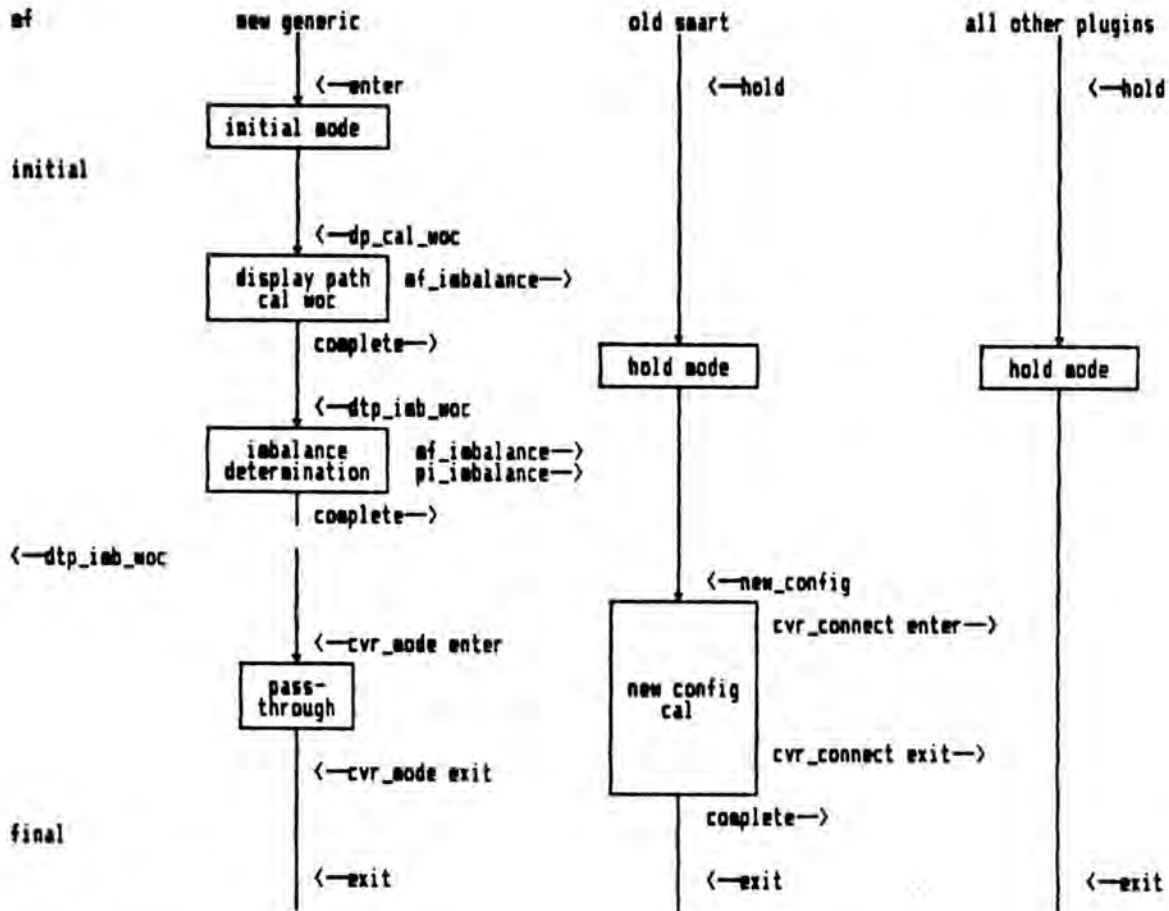 mf new generic old smart all other plugins
<—enter <—hold <—hold
initial mode
initial
<—dp_cal_woc
display path mf_imbalance—>
cal woc
complete—>
hold mode hold mode
<—dtp_imb_woc
imbalance mf_imbalance—>
determination pi_imbalance—>
complete—>
<—dtp_imb_woc
<—new_config
cvr_connect enter—>
<—cvr_mode enter
pass-
through
new config
cal
cvr_connect exit—>
<—cvr_mode exit
complete—>
final
<—exit <—exit <—exit